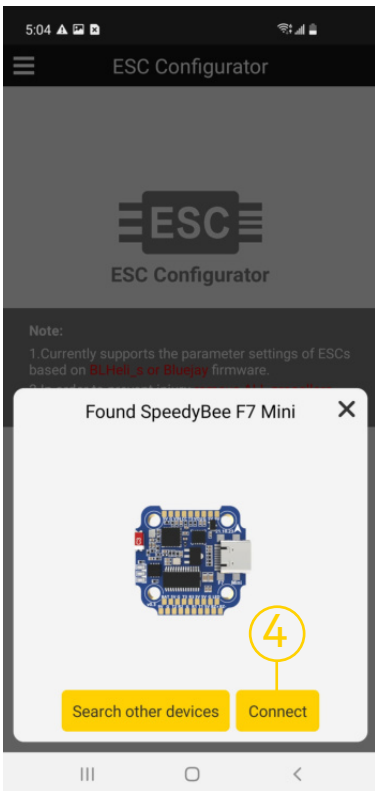 5:04
ESC Configurator
ESC
ESC Configurator
Note:
1.Currently supports the parameter settings of ESCs
based on BLHeli_s or Bluejay firmware.
Found SpeedyBee F7 Mini
4
Search other devices
Connect